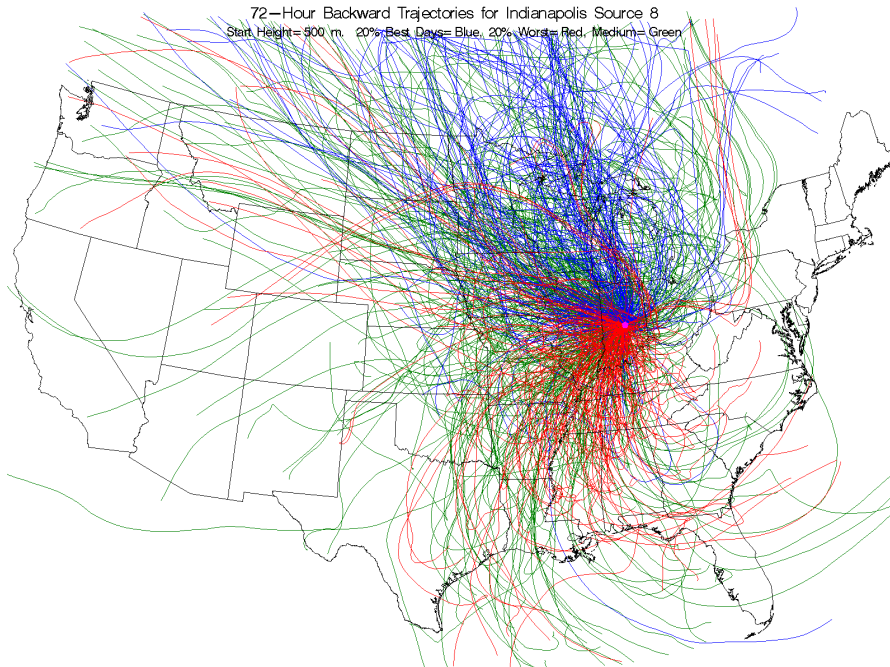 72-Hour Backward Trajectories for Indianapolis Source 8
Start Height= 500 m.   20% Best Days= Blue, 20% Worst= Red, Medium= Green